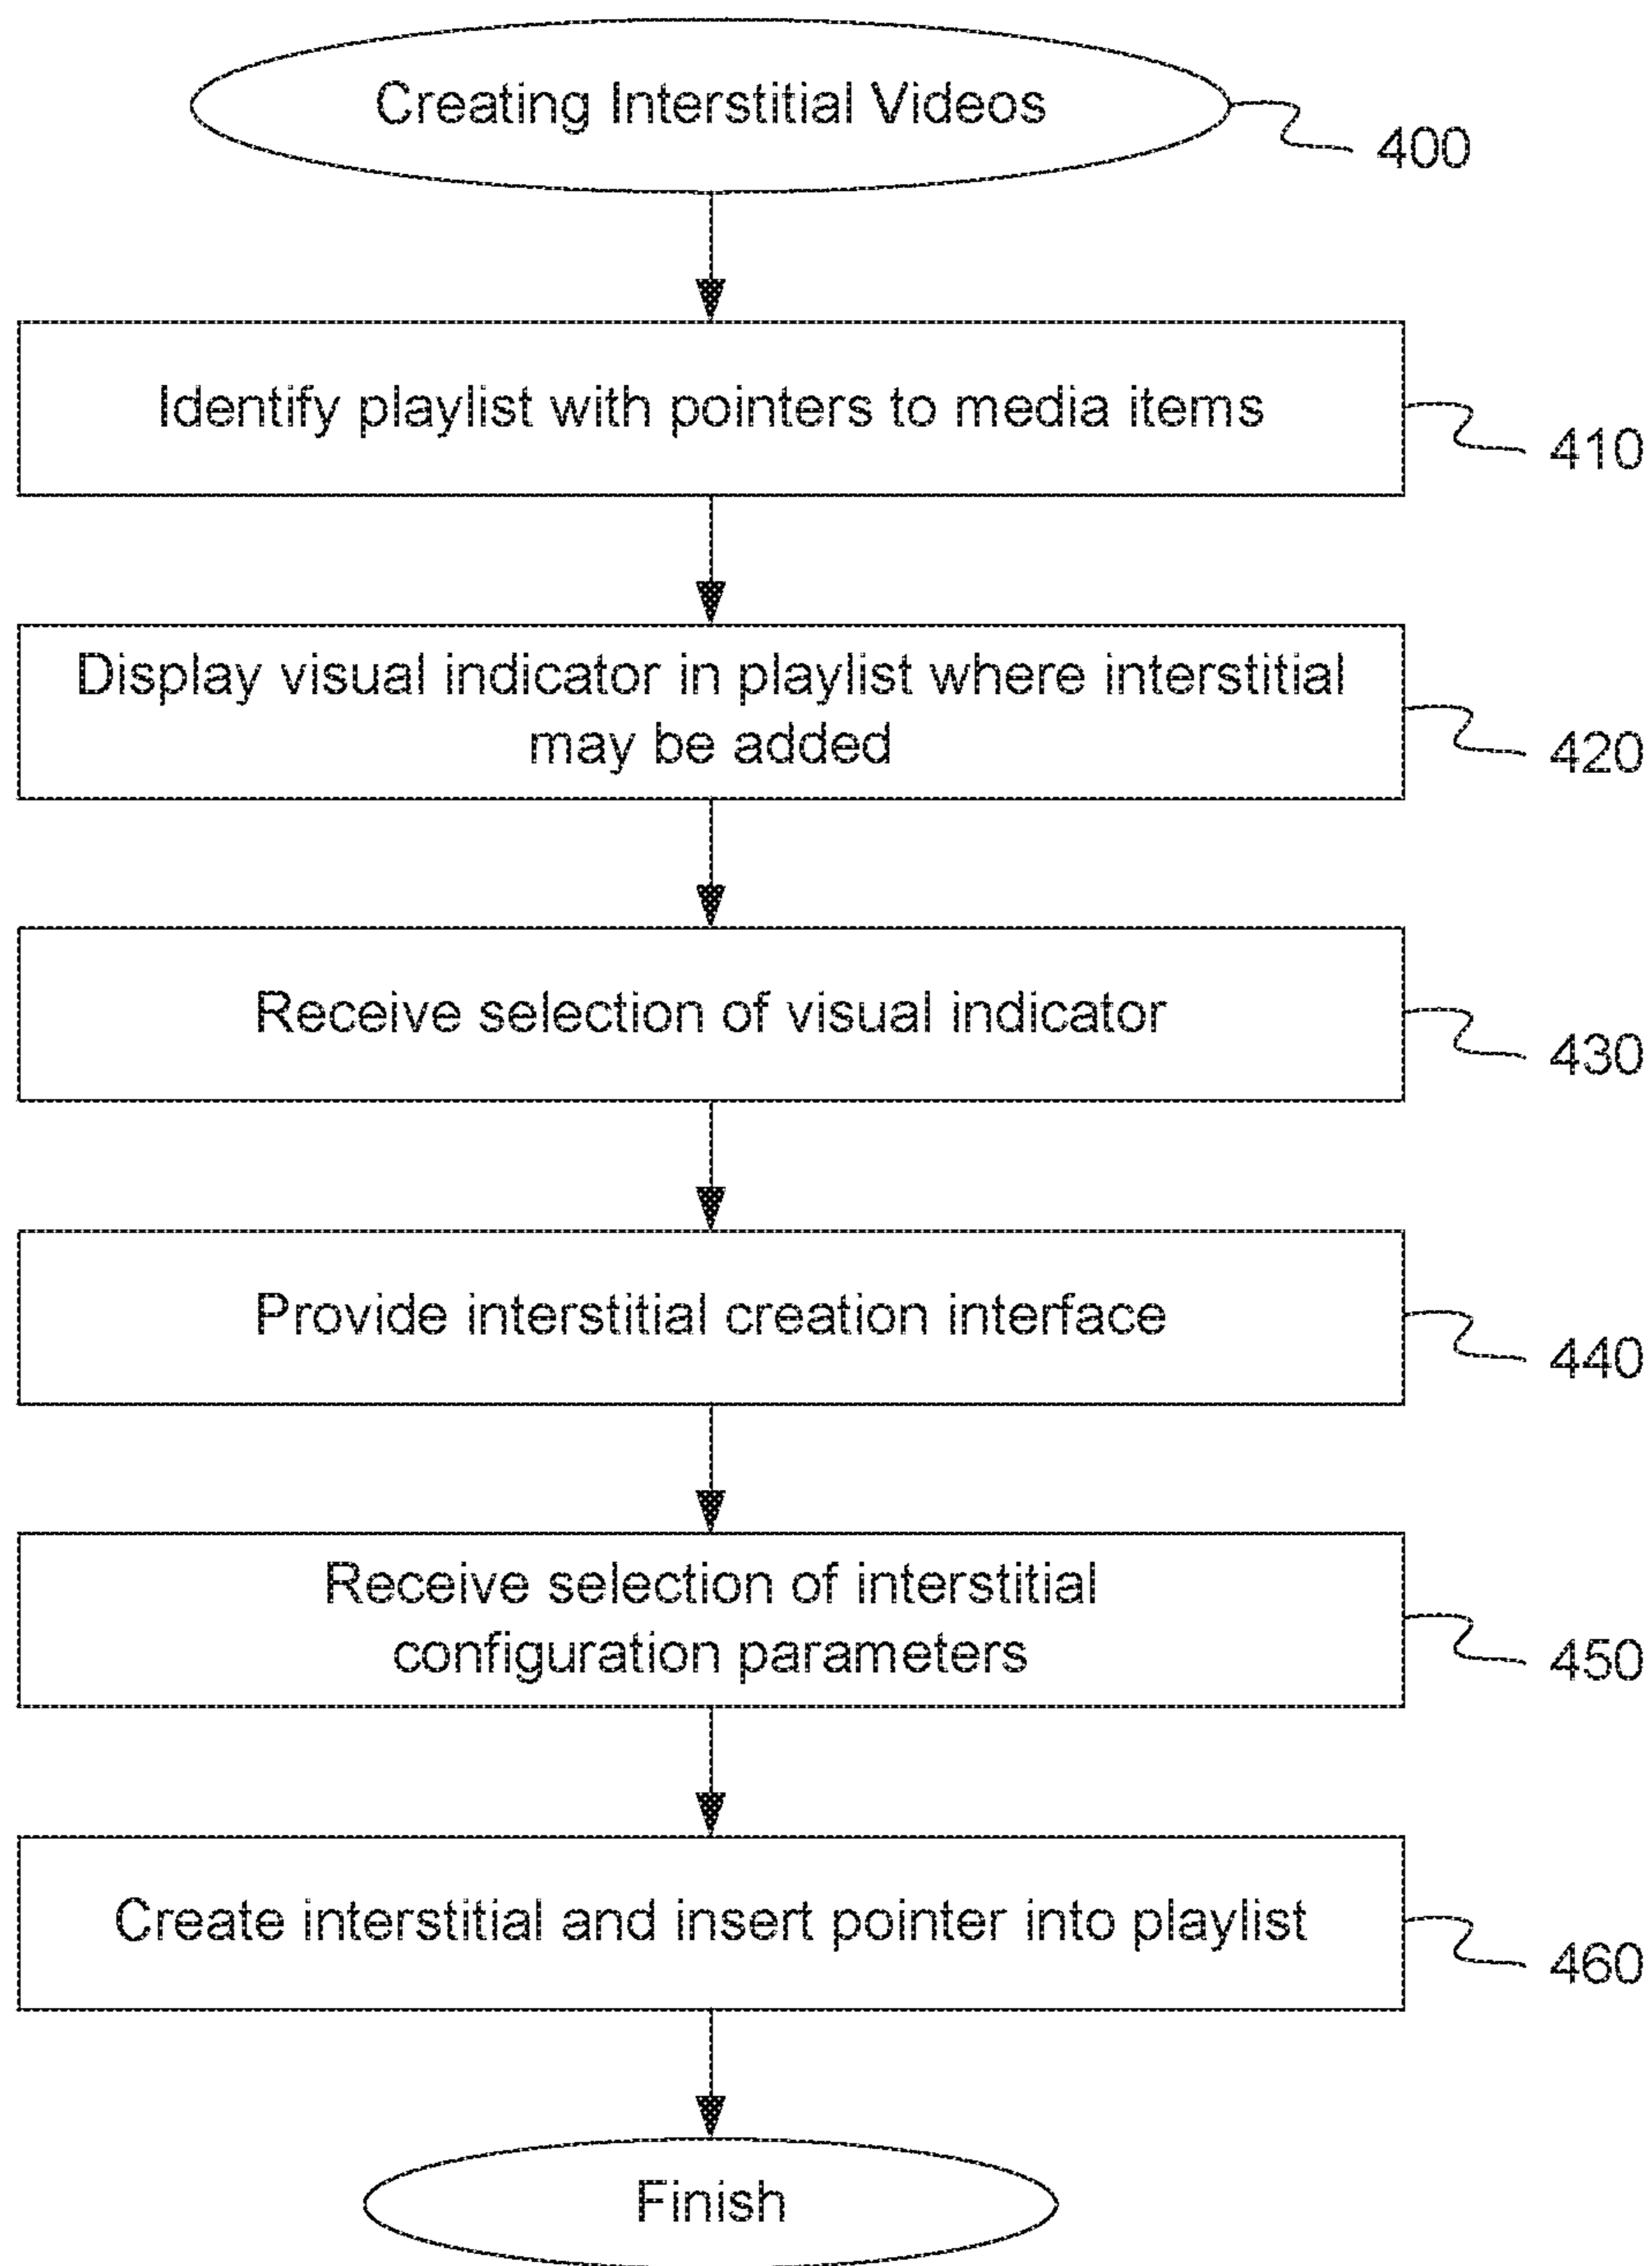 Creating Interstitial Videos
400
Identify playlist with pointers to media items
410
Display visual indicator in playlist where interstitial
may be added
420
Receive selection of visual indicator
430
Provide interstitial creation interface
440
Receive selection of interstitial
configuration parameters
450
Create interstitial and insert pointer into playlist
460
Finish